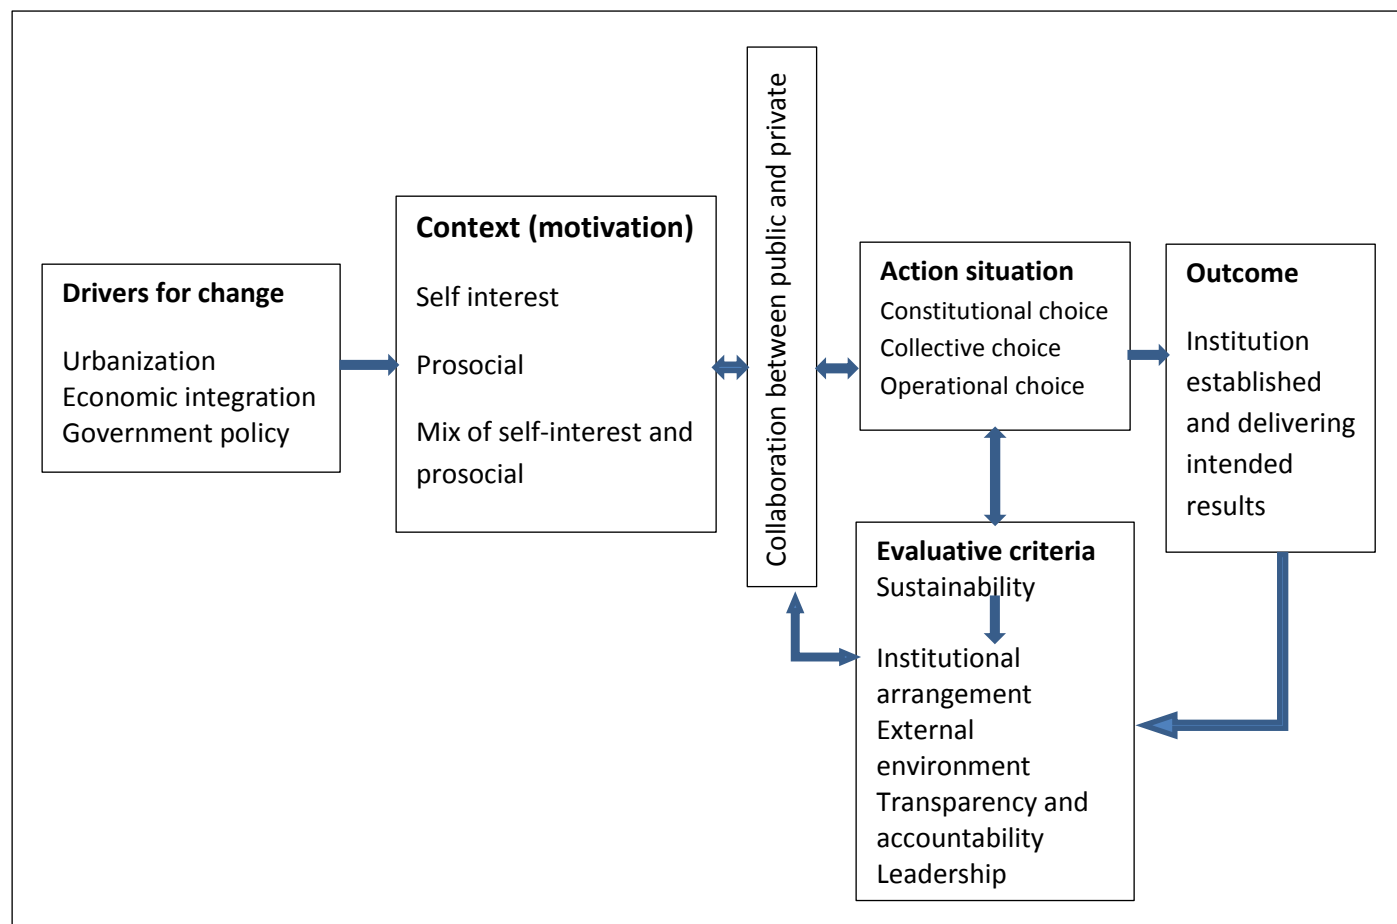 Drivers for change
Urbanization
Economic integration
Government policy
Context (motivation)
Self interest
Prosocial
Mix of self-interest and
prosocial
Collaboration between public and private
Action situation
Constitutional choice
Collective choice
Operational choice
Outcome
Institution
established
and delivering
intended
results
Evaluative criteria
Sustainability
Institutional
arrangement
External
environment
Transparency and
accountability
Leadership